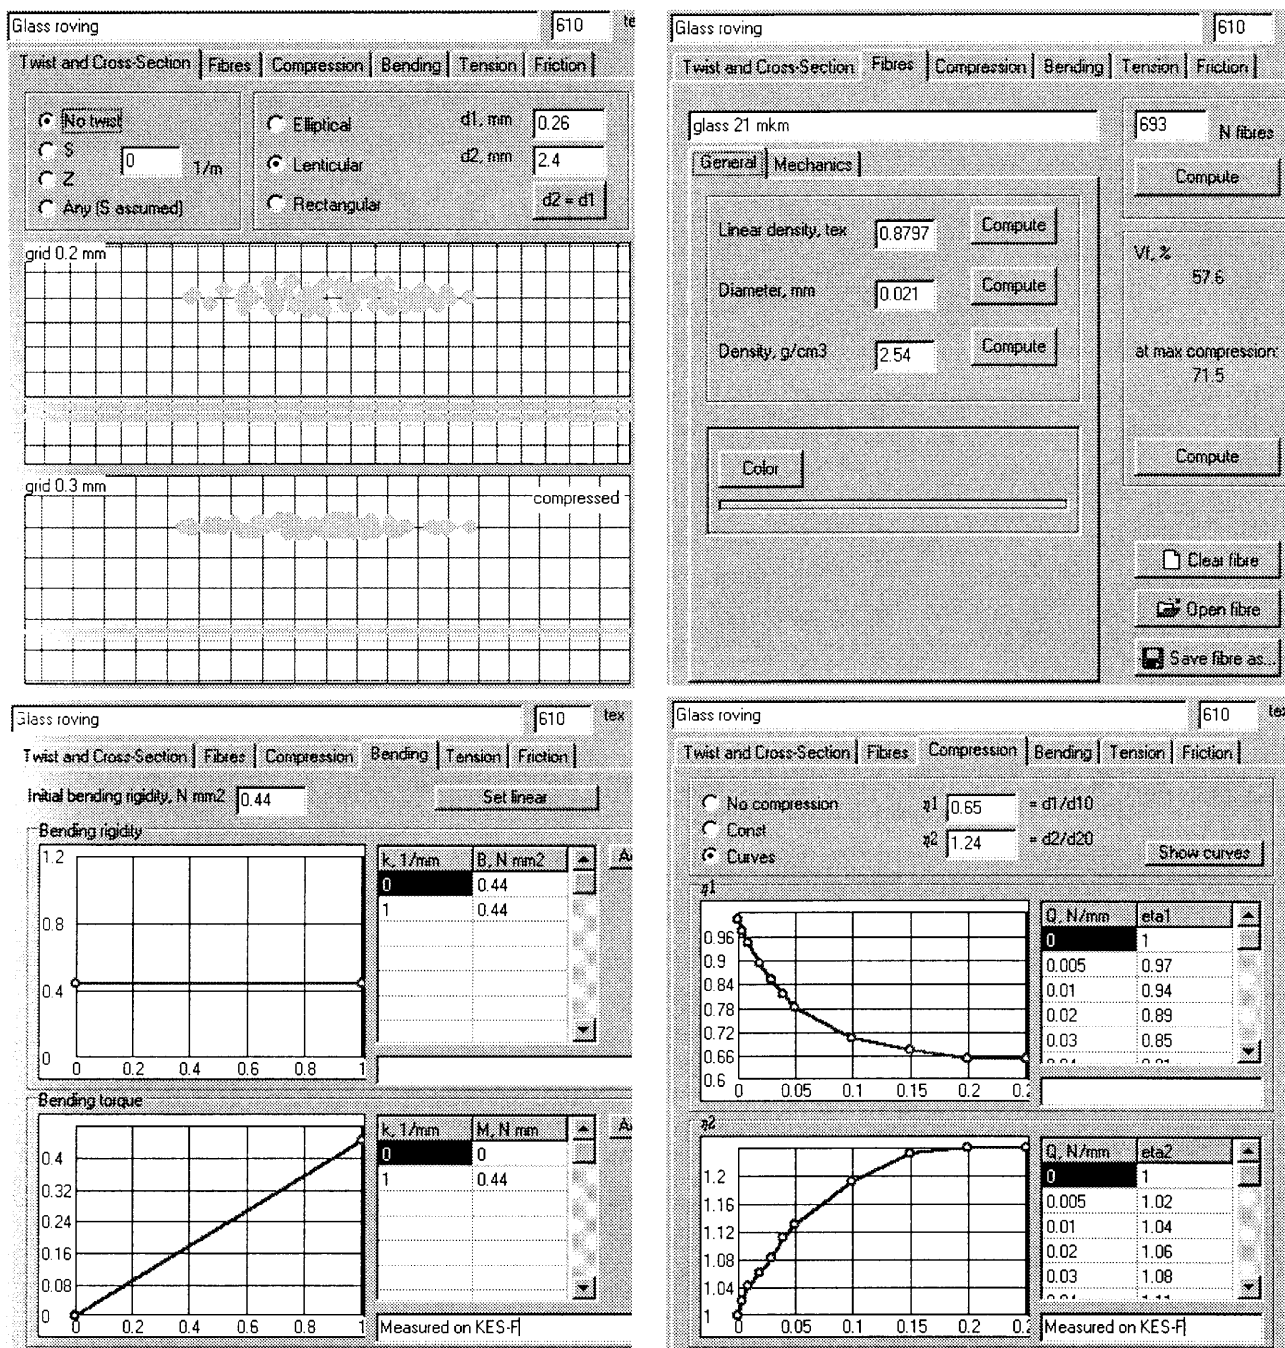 Glass roving 610 te
Twist and Cross-Section Fibres Compression Bending Tension Friction
No twist
S
Z
Any (S assumed)
0 1/m
Elliptical
Lenticular
Rectangular
d1, mm 0.26
d2, mm 2.4
d2 = d1
grid 0.2 mm
grid 0.3 mm
compressed
Glass roving 610
Twist and Cross-Section Fibres Compression Bending Tension Friction
glass 21 mkm
693 N fibres
Compute
General Mechanics
Linear density, tex 0.8797 Compute
Diameter, mm 0.021 Compute
Density, g/cm3 2.54 Compute
Color
Vf, %
57.6
at max compression:
71.5
Compute
Clear fibre
Open fibre
Save fibre as...
Glass roving 610 tex
Twist and Cross-Section Fibres Compression Bending Tension Friction
Initial bending rigidity, N mm2 0.44 Set linear
Bending rigidity
1.2
0.8
0.4
0
0 0.2 0.4 0.6 0.8 1
k, 1/mm B, N mm2
0 0.44
1 0.44
Bending torque
0.4
0.32
0.24
0.16
0.08
0
0 0.2 0.4 0.6 0.8 1
k, 1/mm M, N mm
0 0
1 0.44
Measured on KES-F
Glass roving 610 tex
Twist and Cross-Section Fibres Compression Bending Tension Friction
No compression
Const
Curves
η1 0.65 = d1/d10
η2 1.24 = d2/d20
Show curves
η1
0.96
0.9
0.84
0.78
0.72
0.66
0.6
0 0.05 0.1 0.15 0.2 0.2
Q, N/mm eta1
0 1
0.005 0.97
0.01 0.94
0.02 0.89
0.03 0.85
η2
1.2
1.16
1.12
1.08
1.04
1
0 0.05 0.1 0.15 0.2 0.2
Q, N/mm eta2
0 1
0.005 1.02
0.01 1.04
0.02 1.06
0.03 1.08
Measured on KES-F